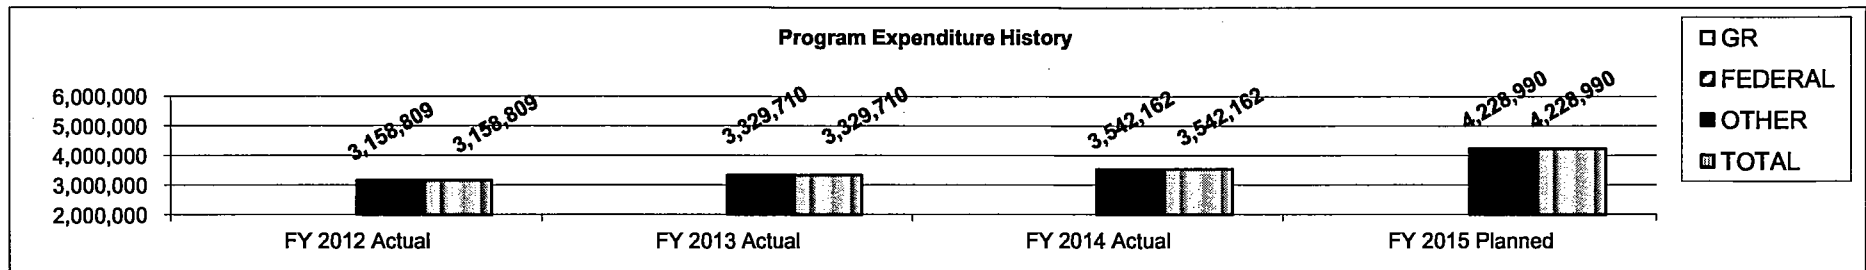 Program Expenditure History
GR
FEDERAL
OTHER
TOTAL
6,000,000
5,000,000
4,000,000
3,000,000
2,000,000
3,158,809
3,158,809
3,329,710
3,329,710
3,542,162
3,542,162
4,228,990
4,228,990
FY 2012 Actual
FY 2013 Actual
FY 2014 Actual
FY 2015 Planned